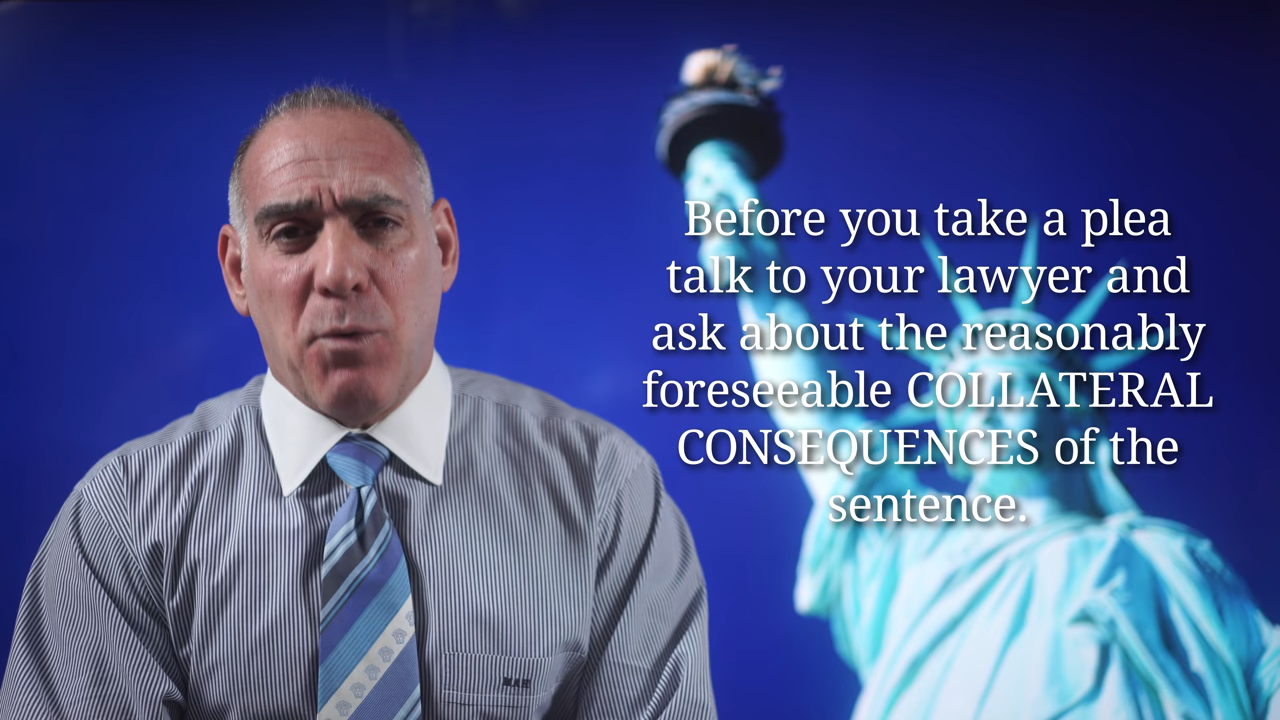 Before you take a plea
talk to your lawyer and
ask about the reasonably
foreseeable COLLATERAL
CONSEQUENCES of the
sentence.